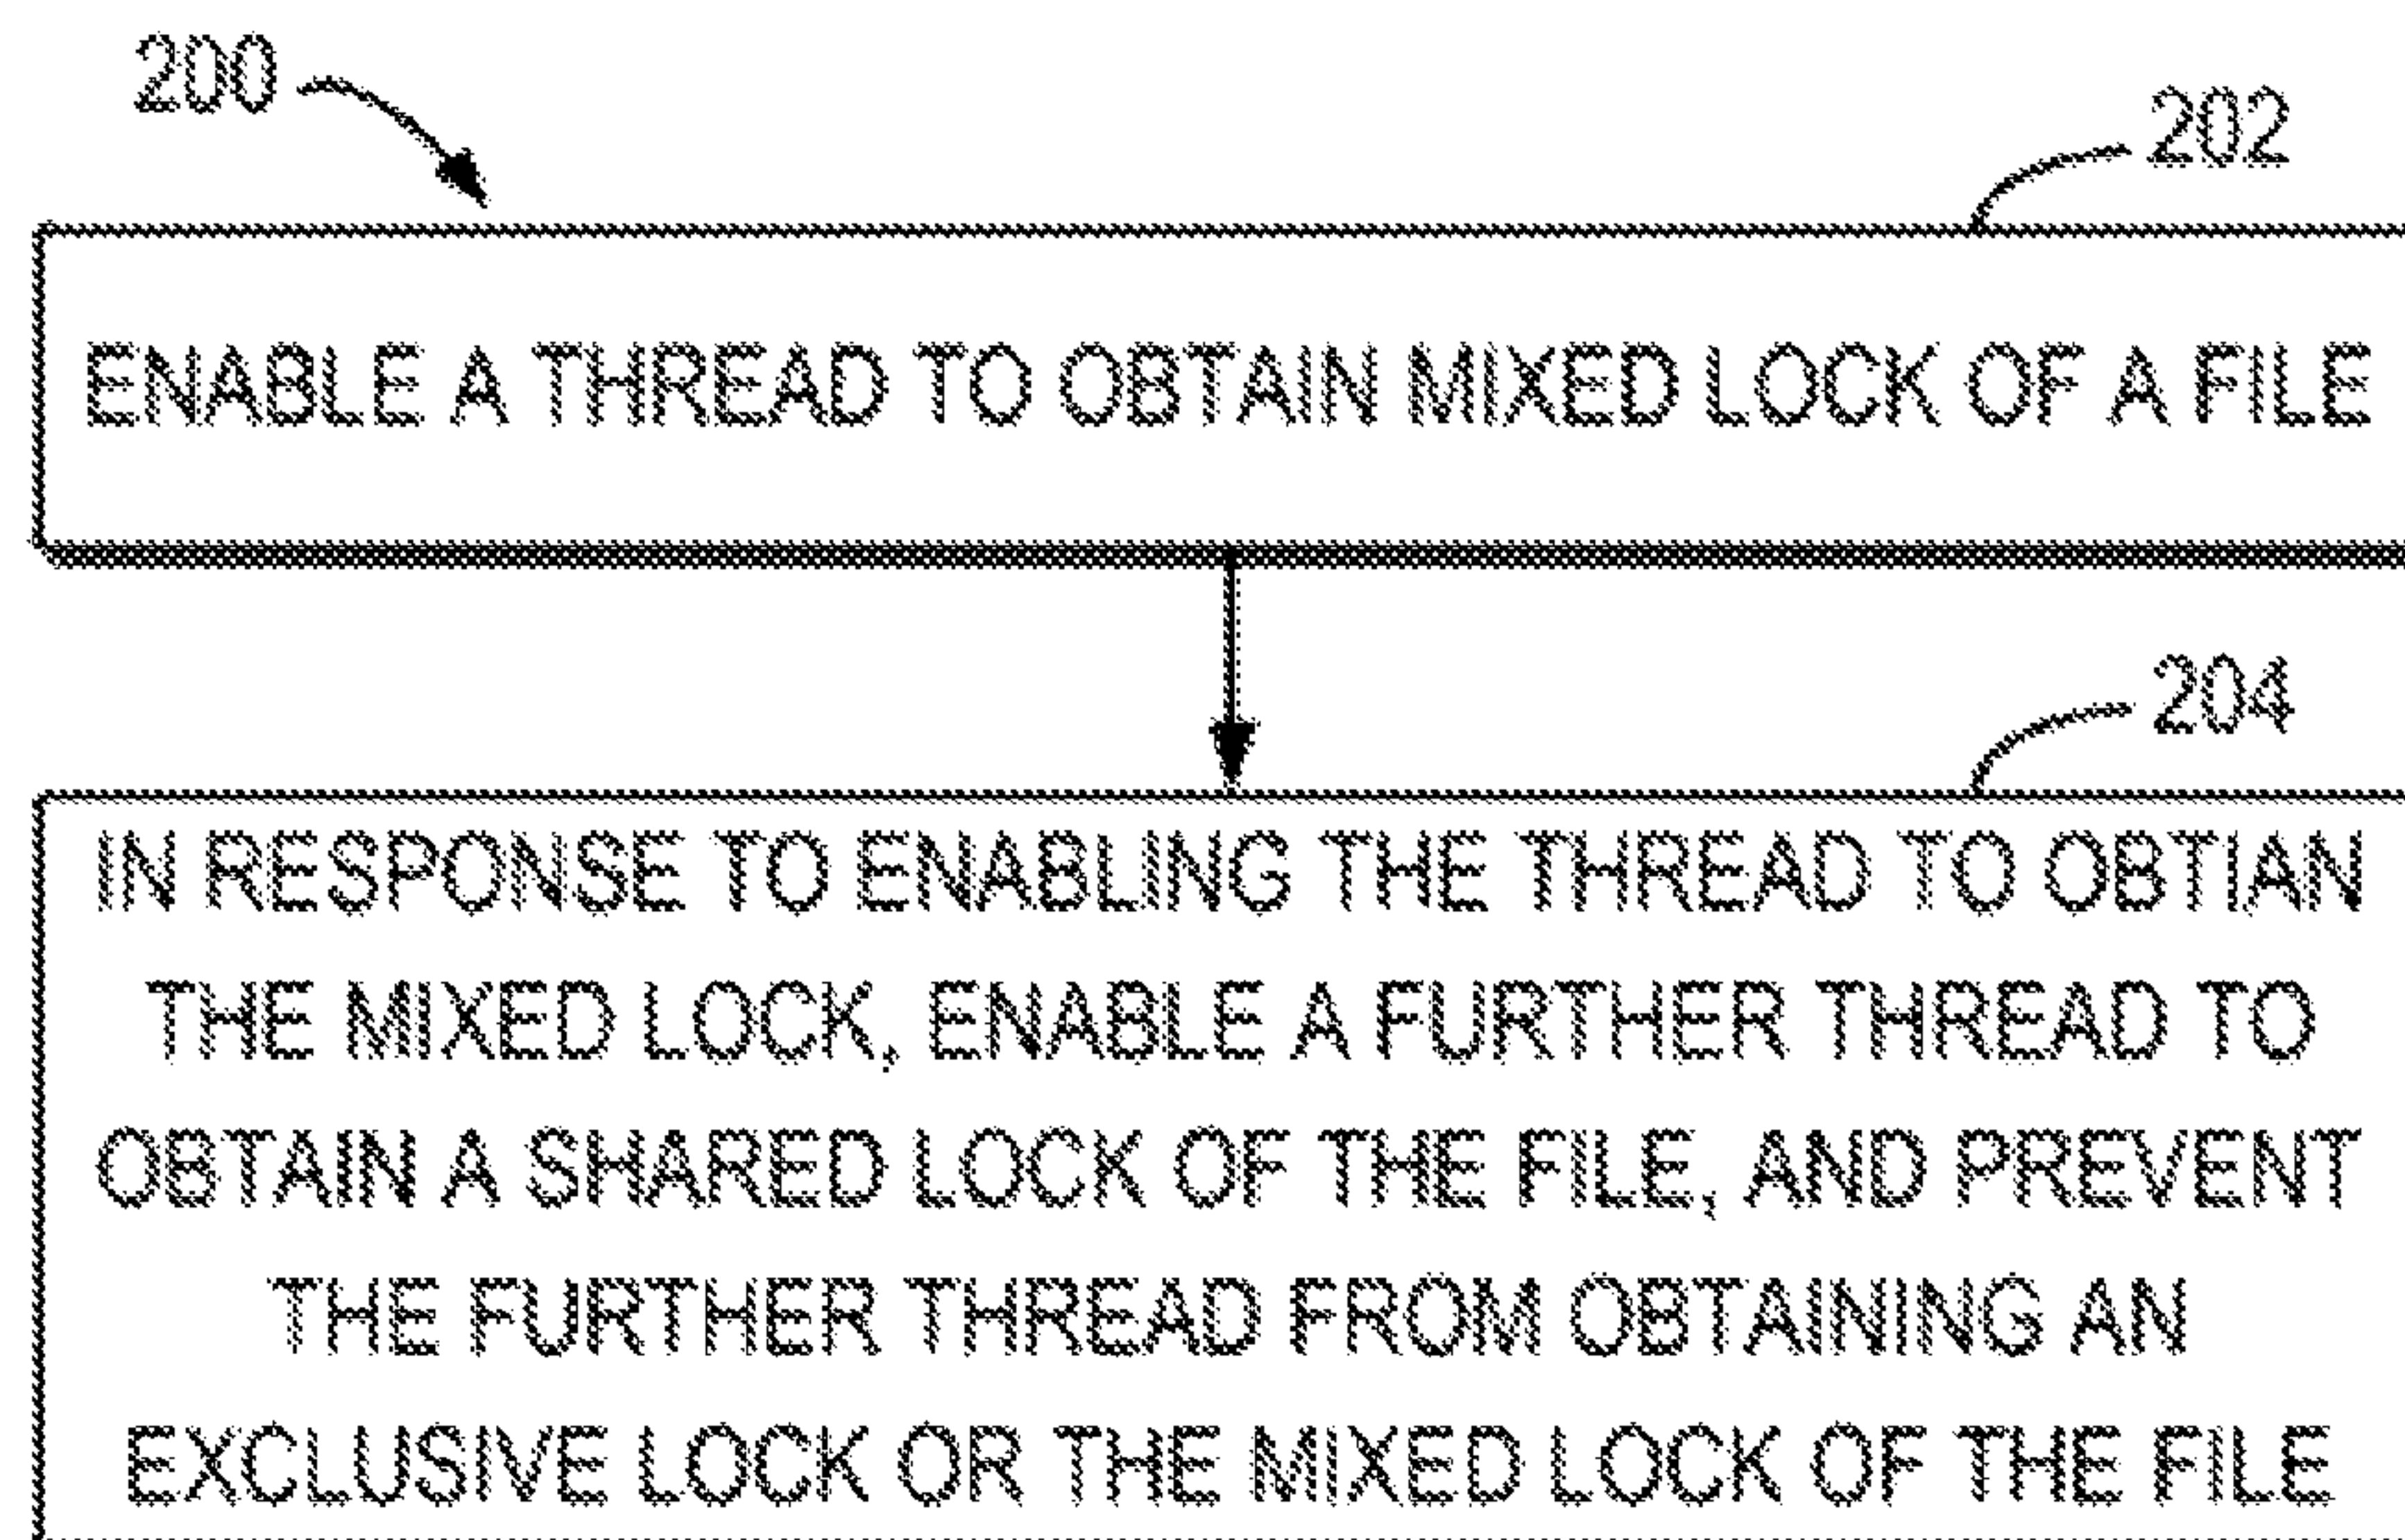 200
202
ENABLE A THREAD TO OBTAIN MIXED LOCK OF A FILE
204
IN RESPONSE TO ENABLING THE THREAD TO OBTIAN
THE MIXED LOCK, ENABLE A FURTHER THREAD TO
OBTAIN A SHARED LOCK OF THE FILE, AND PREVENT
THE FURTHER THREAD FROM OBTAINING AN
EXCLUSIVE LOCK OR THE MIXED LOCK OF THE FILE